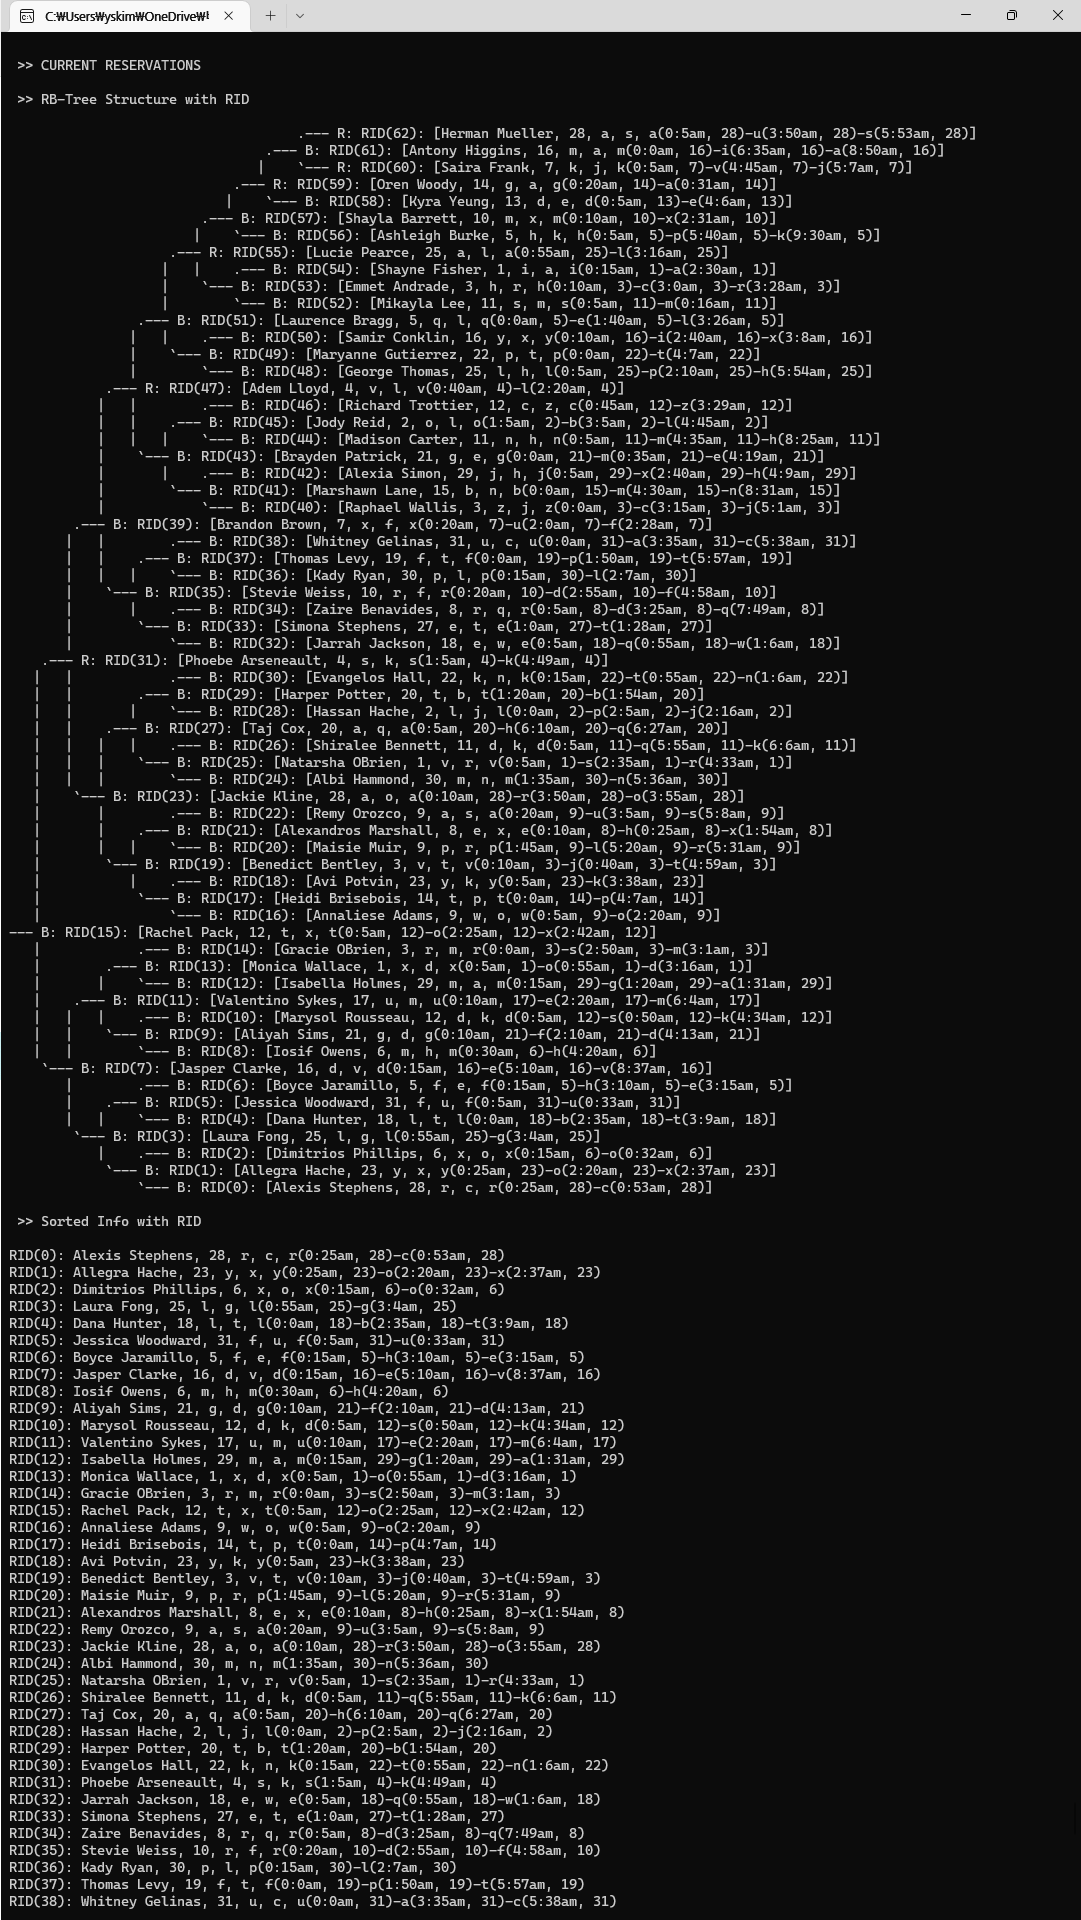 C:₩Users₩yskim₩OneDrive₩
>> CURRENT RESERVATIONS
>> RB-Tree Structure with RID
.--- R: RID(62): [Herman Mueller, 28, a, s, a(0:5am, 28)-u(3:50am, 28)-s(5:53am, 28)]
.--- B: RID(61): [Antony Higgins, 16, m, a, m(0:0am, 16)-i(6:35am, 16)-a(8:50am, 16)]
| `--- R: RID(60): [Saira Frank, 7, k, j, k(0:5am, 7)-v(4:45am, 7)-j(5:7am, 7)]
.--- R: RID(59): [Oren Woody, 14, g, a, g(0:20am, 14)-a(0:31am, 14)]
| `--- B: RID(58): [Kyra Yeung, 13, d, e, d(0:5am, 13)-e(4:6am, 13)]
.--- B: RID(57): [Shayla Barrett, 10, m, x, m(0:10am, 10)-x(2:31am, 10)]
| `--- B: RID(56): [Ashleigh Burke, 5, h, k, h(0:5am, 5)-p(5:40am, 5)-k(9:30am, 5)]
.--- R: RID(55): [Lucie Pearce, 25, a, l, a(0:55am, 25)-l(3:16am, 25)]
| | .--- B: RID(54): [Shayne Fisher, 1, i, a, i(0:15am, 1)-a(2:30am, 1)]
| `--- B: RID(53): [Emmet Andrade, 3, h, r, h(0:10am, 3)-c(3:0am, 3)-r(3:28am, 3)]
| `--- B: RID(52): [Mikayla Lee, 11, s, m, s(0:5am, 11)-m(0:16am, 11)]
.--- B: RID(51): [Laurence Bragg, 5, q, l, q(0:0am, 5)-e(1:40am, 5)-l(3:26am, 5)]
| | .--- B: RID(50): [Samir Conklin, 16, y, x, y(0:10am, 16)-i(2:40am, 16)-x(3:8am, 16)]
| `--- B: RID(49): [Maryanne Gutierrez, 22, p, t, p(0:0am, 22)-t(4:7am, 22)]
| `--- B: RID(48): [George Thomas, 25, l, h, l(0:5am, 25)-p(2:10am, 25)-h(5:54am, 25)]
.--- R: RID(47): [Adem Lloyd, 4, v, l, v(0:40am, 4)-l(2:20am, 4)]
| | .--- B: RID(46): [Richard Trottier, 12, c, z, c(0:45am, 12)-z(3:29am, 12)]
| | .--- B: RID(45): [Jody Reid, 2, o, l, o(1:5am, 2)-b(3:5am, 2)-l(4:45am, 2)]
| | | `--- B: RID(44): [Madison Carter, 11, n, h, n(0:5am, 11)-m(4:35am, 11)-h(8:25am, 11)]
| `--- B: RID(43): [Brayden Patrick, 21, g, e, g(0:0am, 21)-m(0:35am, 21)-e(4:19am, 21)]
| | .--- B: RID(42): [Alexia Simon, 29, j, h, j(0:5am, 29)-x(2:40am, 29)-h(4:9am, 29)]
| `--- B: RID(41): [Marshawn Lane, 15, b, n, b(0:0am, 15)-m(4:30am, 15)-n(8:31am, 15)]
| `--- B: RID(40): [Raphael Wallis, 3, z, j, z(0:0am, 3)-c(3:15am, 3)-j(5:1am, 3)]
.--- B: RID(39): [Brandon Brown, 7, x, f, x(0:20am, 7)-u(2:0am, 7)-f(2:28am, 7)]
| | .--- B: RID(38): [Whitney Gelinas, 31, u, c, u(0:0am, 31)-a(3:35am, 31)-c(5:38am, 31)]
| | .--- B: RID(37): [Thomas Levy, 19, f, t, f(0:0am, 19)-p(1:50am, 19)-t(5:57am, 19)]
| | | `--- B: RID(36): [Kady Ryan, 30, p, l, p(0:15am, 30)-l(2:7am, 30)]
| `--- B: RID(35): [Stevie Weiss, 10, r, f, r(0:20am, 10)-d(2:55am, 10)-f(4:58am, 10)]
| | .--- B: RID(34): [Zaire Benavides, 8, r, q, r(0:5am, 8)-d(3:25am, 8)-q(7:49am, 8)]
| `--- B: RID(33): [Simona Stephens, 27, e, t, e(1:0am, 27)-t(1:28am, 27)]
| `--- B: RID(32): [Jarrah Jackson, 18, e, w, e(0:5am, 18)-q(0:55am, 18)-w(1:6am, 18)]
.--- R: RID(31): [Phoebe Arseneault, 4, s, k, s(1:5am, 4)-k(4:49am, 4)]
| | .--- B: RID(30): [Evangelos Hall, 22, k, n, k(0:15am, 22)-t(0:55am, 22)-n(1:6am, 22)]
| | .--- B: RID(29): [Harper Potter, 20, t, b, t(1:20am, 20)-b(1:54am, 20)]
| | | `--- B: RID(28): [Hassan Hache, 2, l, j, l(0:0am, 2)-p(2:5am, 2)-j(2:16am, 2)]
| | .--- B: RID(27): [Taj Cox, 20, a, q, a(0:5am, 20)-h(6:10am, 20)-q(6:27am, 20)]
| | | | .--- B: RID(26): [Shiralee Bennett, 11, d, k, d(0:5am, 11)-q(5:55am, 11)-k(6:6am, 11)]
| | | `--- B: RID(25): [Natarsha OBrien, 1, v, r, v(0:5am, 1)-s(2:35am, 1)-r(4:33am, 1)]
| | | `--- B: RID(24): [Albi Hammond, 30, m, n, m(1:35am, 30)-n(5:36am, 30)]
| `--- B: RID(23): [Jackie Kline, 28, a, o, a(0:10am, 28)-r(3:50am, 28)-o(3:55am, 28)]
| | .--- B: RID(22): [Remy Orozco, 9, a, s, a(0:20am, 9)-u(3:5am, 9)-s(5:8am, 9)]
| | .--- B: RID(21): [Alexandros Marshall, 8, e, x, e(0:10am, 8)-h(0:25am, 8)-x(1:54am, 8)]
| | | `--- B: RID(20): [Maisie Muir, 9, p, r, p(1:45am, 9)-l(5:20am, 9)-r(5:31am, 9)]
| `--- B: RID(19): [Benedict Bentley, 3, v, t, v(0:10am, 3)-j(0:40am, 3)-t(4:59am, 3)]
| | .--- B: RID(18): [Avi Potvin, 23, y, k, y(0:5am, 23)-k(3:38am, 23)]
| `--- B: RID(17): [Heidi Brisebois, 14, t, p, t(0:0am, 14)-p(4:7am, 14)]
| `--- B: RID(16): [Annaliese Adams, 9, w, o, w(0:5am, 9)-o(2:20am, 9)]
--- B: RID(15): [Rachel Pack, 12, t, x, t(0:5am, 12)-o(2:25am, 12)-x(2:42am, 12)]
| .--- B: RID(14): [Gracie OBrien, 3, r, m, r(0:0am, 3)-s(2:50am, 3)-m(3:1am, 3)]
| .--- B: RID(13): [Monica Wallace, 1, x, d, x(0:5am, 1)-o(0:55am, 1)-d(3:16am, 1)]
| | `--- B: RID(12): [Isabella Holmes, 29, m, a, m(0:15am, 29)-g(1:20am, 29)-a(1:31am, 29)]
| .--- B: RID(11): [Valentino Sykes, 17, u, m, u(0:10am, 17)-e(2:20am, 17)-m(6:4am, 17)]
| | | .--- B: RID(10): [Marysol Rousseau, 12, d, k, d(0:5am, 12)-s(0:50am, 12)-k(4:34am, 12)]
| | `--- B: RID(9): [Aliyah Sims, 21, g, d, g(0:10am, 21)-f(2:10am, 21)-d(4:13am, 21)]
| | `--- B: RID(8): [Iosif Owens, 6, m, h, m(0:30am, 6)-h(4:20am, 6)]
`--- B: RID(7): [Jasper Clarke, 16, d, v, d(0:15am, 16)-e(5:10am, 16)-v(8:37am, 16)]
| .--- B: RID(6): [Boyce Jaramillo, 5, f, e, f(0:15am, 5)-h(3:10am, 5)-e(3:15am, 5)]
| .--- B: RID(5): [Jessica Woodward, 31, f, u, f(0:5am, 31)-u(0:33am, 31)]
| | `--- B: RID(4): [Dana Hunter, 18, l, t, l(0:0am, 18)-b(2:35am, 18)-t(3:9am, 18)]
`--- B: RID(3): [Laura Fong, 25, l, g, l(0:55am, 25)-g(3:4am, 25)]
| .--- B: RID(2): [Dimitrios Phillips, 6, x, o, x(0:15am, 6)-o(0:32am, 6)]
`--- B: RID(1): [Allegra Hache, 23, y, x, y(0:25am, 23)-o(2:20am, 23)-x(2:37am, 23)]
`--- B: RID(0): [Alexis Stephens, 28, r, c, r(0:25am, 28)-c(0:53am, 28)]
>> Sorted Info with RID
RID(0): Alexis Stephens, 28, r, c, r(0:25am, 28)-c(0:53am, 28)
RID(1): Allegra Hache, 23, y, x, y(0:25am, 23)-o(2:20am, 23)-x(2:37am, 23)
RID(2): Dimitrios Phillips, 6, x, o, x(0:15am, 6)-o(0:32am, 6)
RID(3): Laura Fong, 25, l, g, l(0:55am, 25)-g(3:4am, 25)
RID(4): Dana Hunter, 18, l, t, l(0:0am, 18)-b(2:35am, 18)-t(3:9am, 18)
RID(5): Jessica Woodward, 31, f, u, f(0:5am, 31)-u(0:33am, 31)
RID(6): Boyce Jaramillo, 5, f, e, f(0:15am, 5)-h(3:10am, 5)-e(3:15am, 5)
RID(7): Jasper Clarke, 16, d, v, d(0:15am, 16)-e(5:10am, 16)-v(8:37am, 16)
RID(8): Iosif Owens, 6, m, h, m(0:30am, 6)-h(4:20am, 6)
RID(9): Aliyah Sims, 21, g, d, g(0:10am, 21)-f(2:10am, 21)-d(4:13am, 21)
RID(10): Marysol Rousseau, 12, d, k, d(0:5am, 12)-s(0:50am, 12)-k(4:34am, 12)
RID(11): Valentino Sykes, 17, u, m, u(0:10am, 17)-e(2:20am, 17)-m(6:4am, 17)
RID(12): Isabella Holmes, 29, m, a, m(0:15am, 29)-g(1:20am, 29)-a(1:31am, 29)
RID(13): Monica Wallace, 1, x, d, x(0:5am, 1)-o(0:55am, 1)-d(3:16am, 1)
RID(14): Gracie OBrien, 3, r, m, r(0:0am, 3)-s(2:50am, 3)-m(3:1am, 3)
RID(15): Rachel Pack, 12, t, x, t(0:5am, 12)-o(2:25am, 12)-x(2:42am, 12)
RID(16): Annaliese Adams, 9, w, o, w(0:5am, 9)-o(2:20am, 9)
RID(17): Heidi Brisebois, 14, t, p, t(0:0am, 14)-p(4:7am, 14)
RID(18): Avi Potvin, 23, y, k, y(0:5am, 23)-k(3:38am, 23)
RID(19): Benedict Bentley, 3, v, t, v(0:10am, 3)-j(0:40am, 3)-t(4:59am, 3)
RID(20): Maisie Muir, 9, p, r, p(1:45am, 9)-l(5:20am, 9)-r(5:31am, 9)
RID(21): Alexandros Marshall, 8, e, x, e(0:10am, 8)-h(0:25am, 8)-x(1:54am, 8)
RID(22): Remy Orozco, 9, a, s, a(0:20am, 9)-u(3:5am, 9)-s(5:8am, 9)
RID(23): Jackie Kline, 28, a, o, a(0:10am, 28)-r(3:50am, 28)-o(3:55am, 28)
RID(24): Albi Hammond, 30, m, n, m(1:35am, 30)-n(5:36am, 30)
RID(25): Natarsha OBrien, 1, v, r, v(0:5am, 1)-s(2:35am, 1)-r(4:33am, 1)
RID(26): Shiralee Bennett, 11, d, k, d(0:5am, 11)-q(5:55am, 11)-k(6:6am, 11)
RID(27): Taj Cox, 20, a, q, a(0:5am, 20)-h(6:10am, 20)-q(6:27am, 20)
RID(28): Hassan Hache, 2, l, j, l(0:0am, 2)-p(2:5am, 2)-j(2:16am, 2)
RID(29): Harper Potter, 20, t, b, t(1:20am, 20)-b(1:54am, 20)
RID(30): Evangelos Hall, 22, k, n, k(0:15am, 22)-t(0:55am, 22)-n(1:6am, 22)
RID(31): Phoebe Arseneault, 4, s, k, s(1:5am, 4)-k(4:49am, 4)
RID(32): Jarrah Jackson, 18, e, w, e(0:5am, 18)-q(0:55am, 18)-w(1:6am, 18)
RID(33): Simona Stephens, 27, e, t, e(1:0am, 27)-t(1:28am, 27)
RID(34): Zaire Benavides, 8, r, q, r(0:5am, 8)-d(3:25am, 8)-q(7:49am, 8)
RID(35): Stevie Weiss, 10, r, f, r(0:20am, 10)-d(2:55am, 10)-f(4:58am, 10)
RID(36): Kady Ryan, 30, p, l, p(0:15am, 30)-l(2:7am, 30)
RID(37): Thomas Levy, 19, f, t, f(0:0am, 19)-p(1:50am, 19)-t(5:57am, 19)
RID(38): Whitney Gelinas, 31, u, c, u(0:0am, 31)-a(3:35am, 31)-c(5:38am, 31)